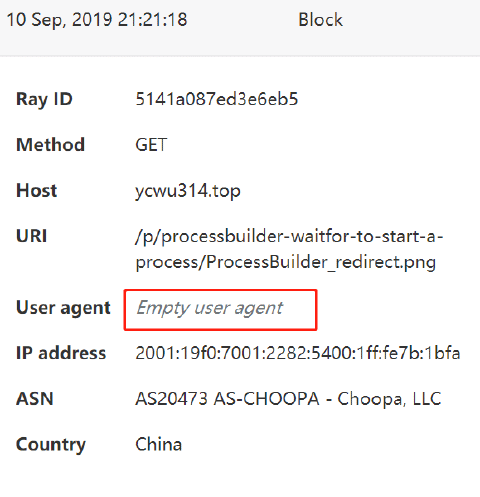 10 Sep, 2019 21:21:18 Block
Ray ID 5141a087ed3e6eb5
Method GET
Host ycwu314.top
URI /p/processbuilder-waitfor-to-start-a-
process/ProcessBuilder_redirect.png
User agent Empty user agent
IP address 2001:19f0:7001:2282:5400:1ff:fe7b:1bfa
ASN AS20473 AS-CHOOPA - Choopa, LLC
Country China